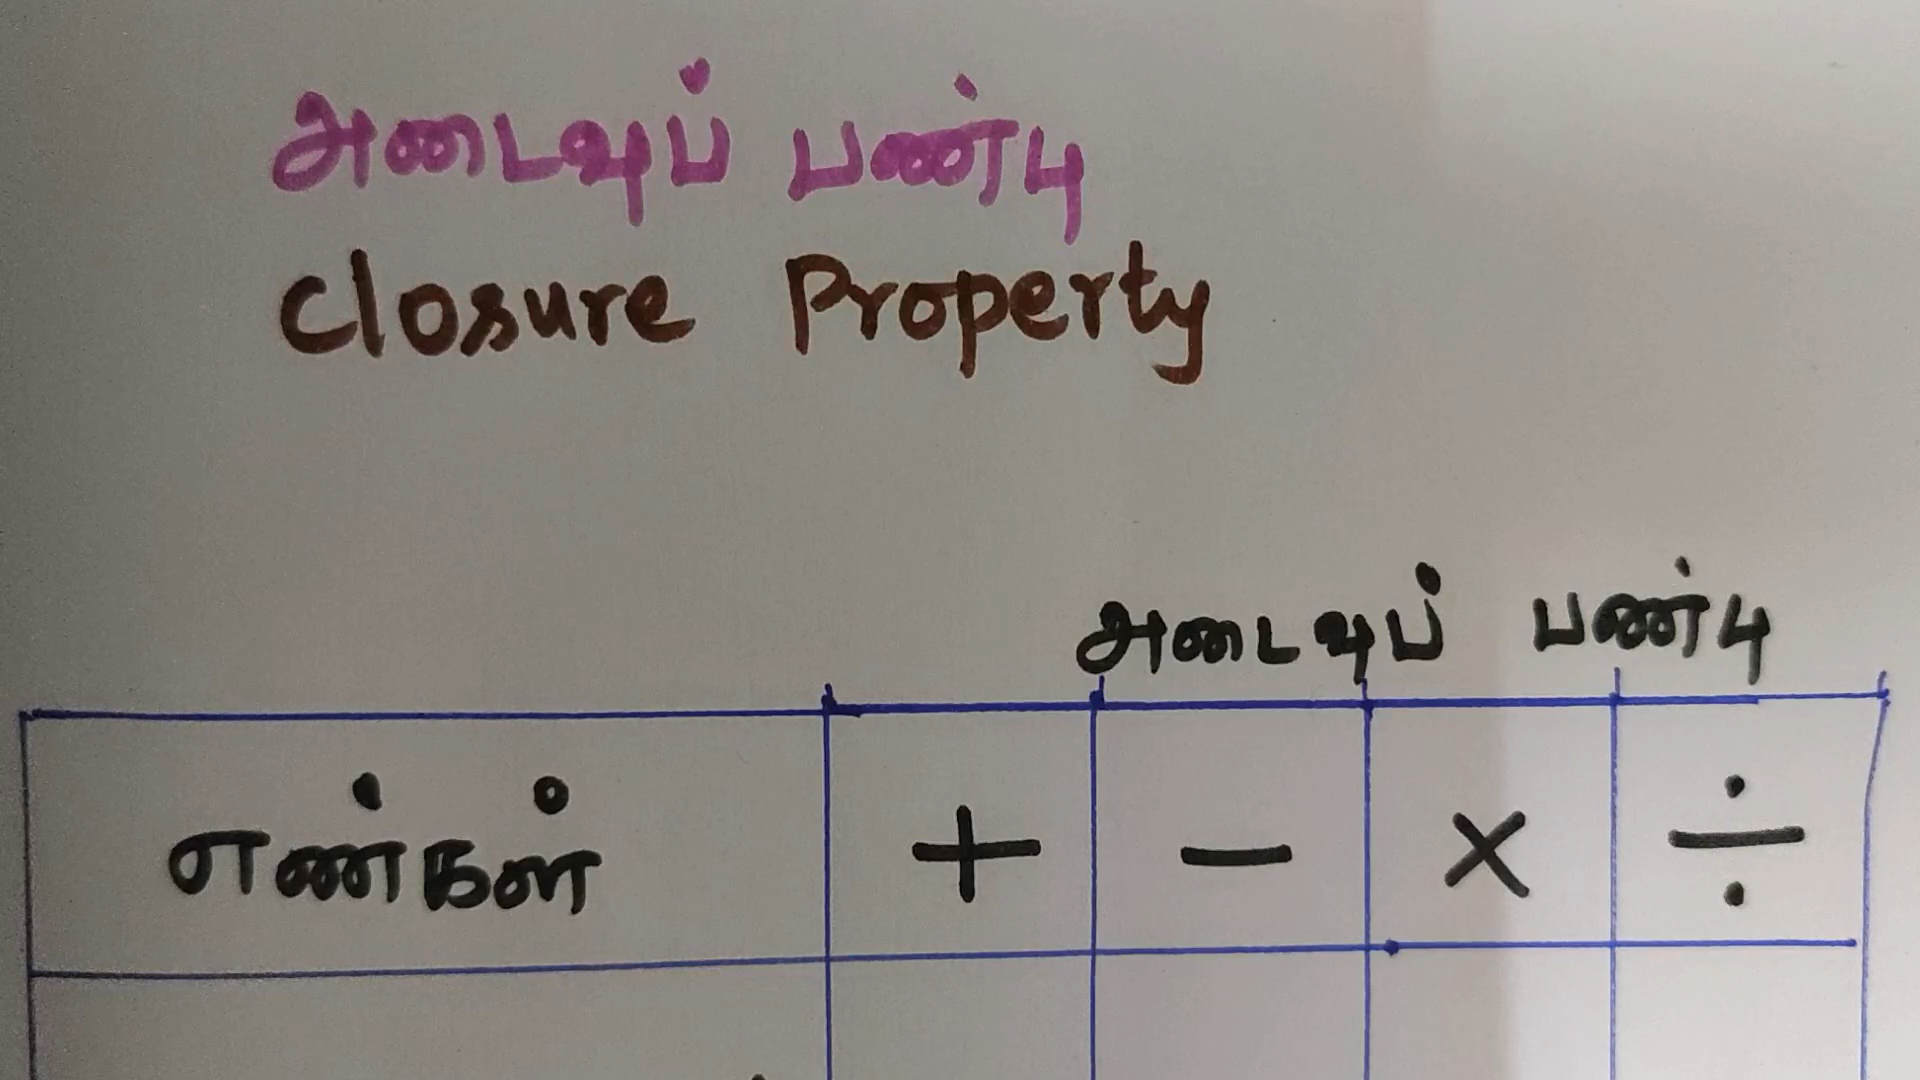 அடைவுப் பண்பு
Closure Property
அடைவுப் பண்பு
எண்கள் + - × ÷